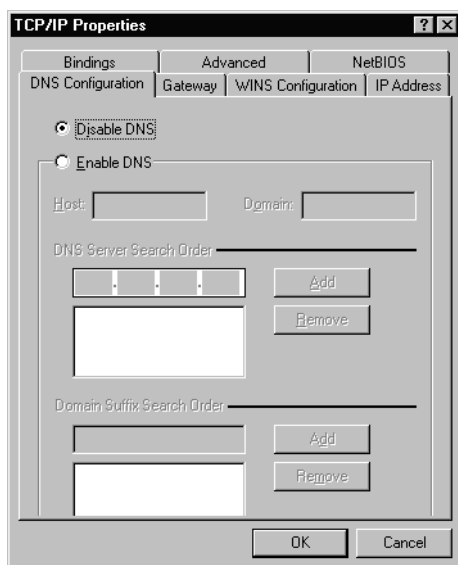 TCP/IP Properties
Bindings Advanced NetBIOS
DNS Configuration Gateway WINS Configuration IP Address
Disable DNS
Enable DNS
Host: Domain:
DNS Server Search Order
Add
Remove
Domain Suffix Search Order
Add
Remove
OK Cancel